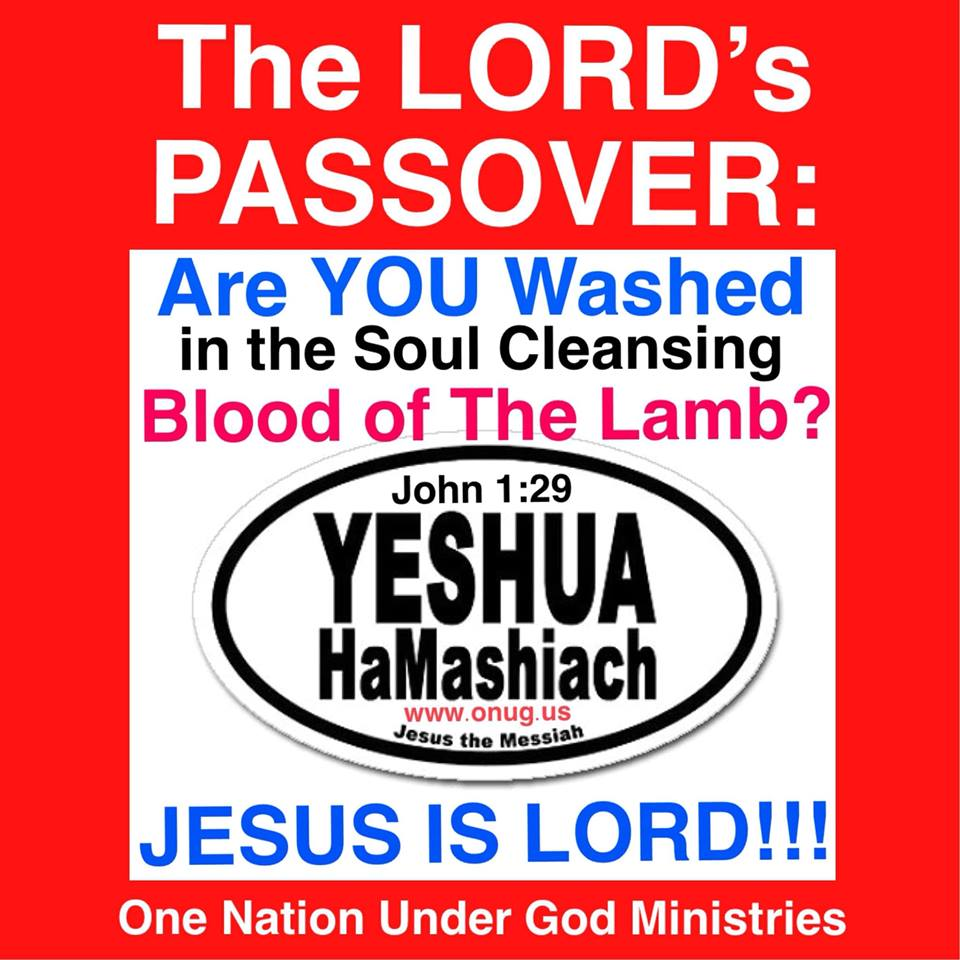 The LORD’s
PASSOVER:
Are YOU Washed
in the Soul Cleansing
Blood of The Lamb?
John 1:29
YESHUA
HaMashiach
www.onug.us
Jesus the Messiah
JESUS IS LORD!!!
One Nation Under God Ministries